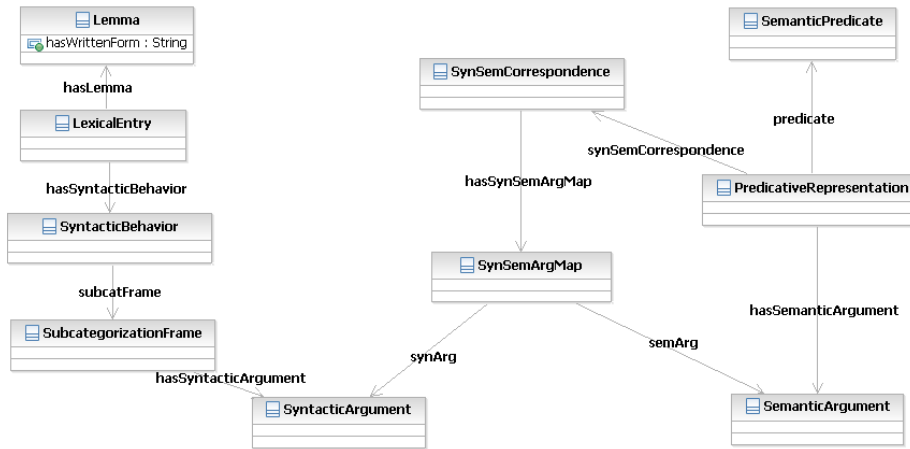 Lemma
hasWrittenForm : String
SemanticPredicate
SynSemCorrespondence
hasLemma
LexicalEntry
predicate
synSemCorrespondence
hasSyntacticBehavior
hasSynSemArgMap
PredicativeRepresentation
SyntacticBehavior
SynSemArgMap
subcatFrame
hasSemanticArgument
SubcategorizationFrame
synArg
semArg
hasSyntacticArgument
SyntacticArgument
SemanticArgument